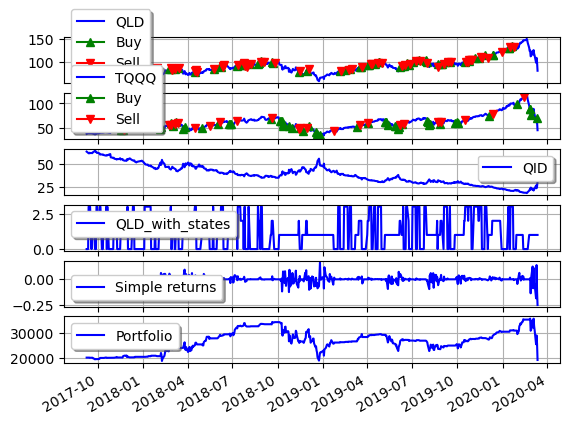 QLD
Buy
Sell
150
100
TQQQ
Buy
Sell
100
50
QID
50
25
QLD_with_states
2.5
0.0
Simple returns
0.00
−0.25
Portfolio
30000
20000
2017-10 2018-01 2018-04 2018-07 2018-10 2019-01 2019-04 2019-07 2019-10 2020-01 2020-04